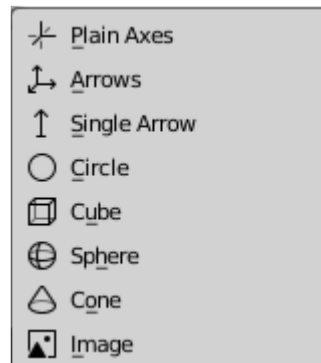 Plain Axes
Arrows
Single Arrow
Circle
Cube
Sphere
Cone
Image